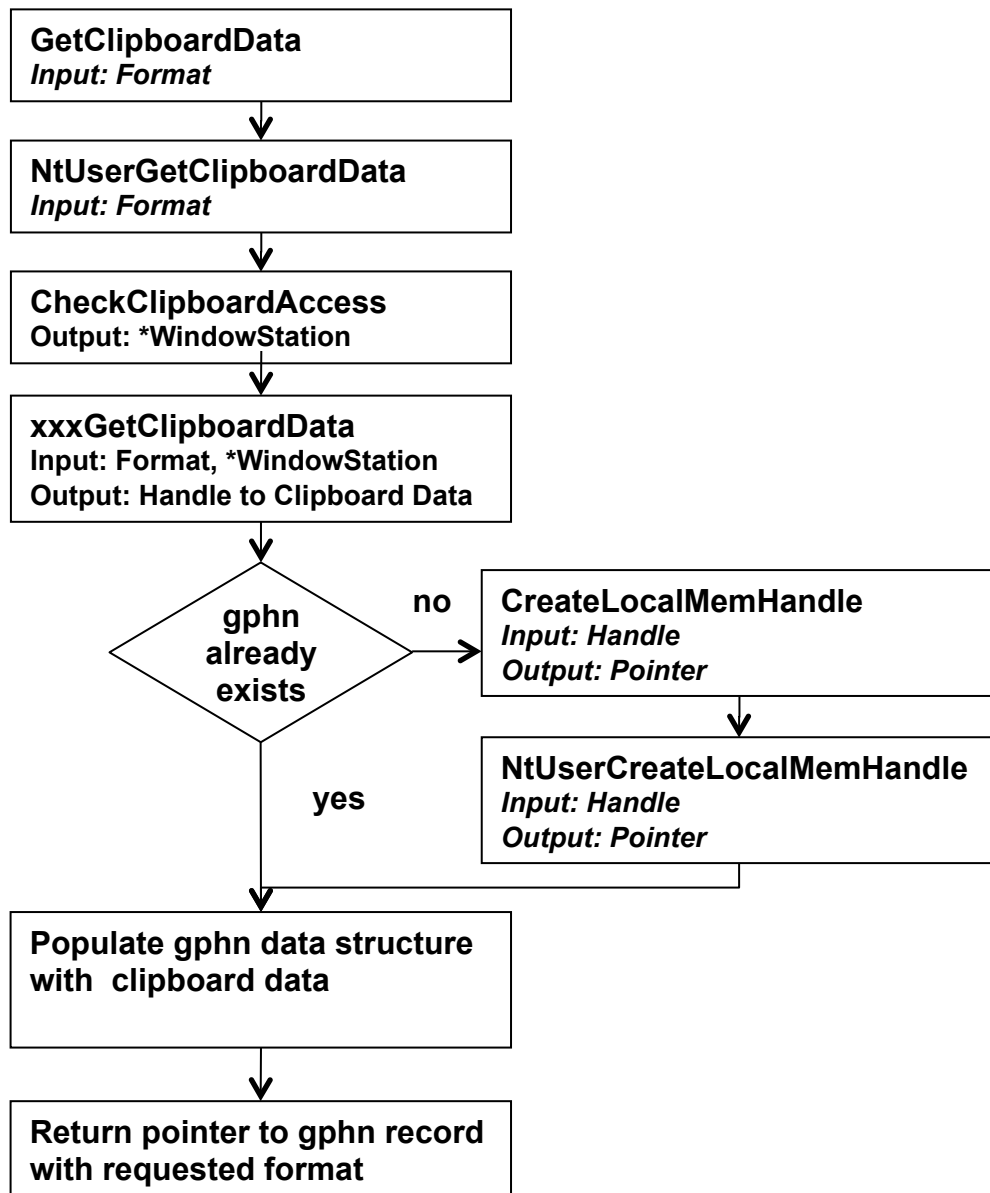 GetClipboardData
Input: Format
NtUserGetClipboardData
Input: Format
CheckClipboardAccess
Output: *WindowStation
xxxGetClipboardData
Input: Format, *WindowStation
Output: Handle to Clipboard Data
gphn
already
exists
no
CreateLocalMemHandle
Input: Handle
Output: Pointer
NtUserCreateLocalMemHandle
Input: Handle
Output: Pointer
yes
Populate gphn data structure
with clipboard data
Return pointer to gphn record
with requested format